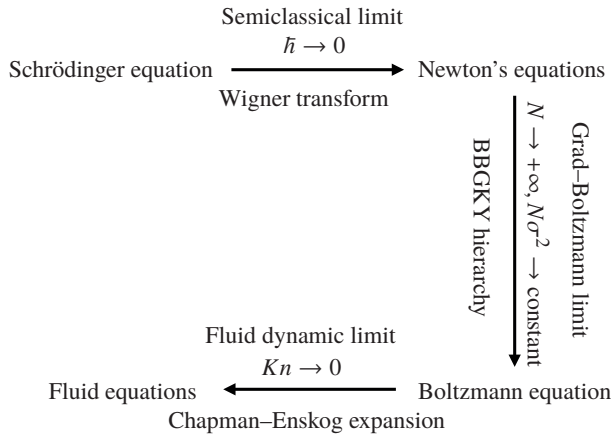 Semiclassical limit
ℏ → 0
Schrödinger equation
Newton's equations
Wigner transform
Grad–Boltzmann limit
N → +∞, Nσ² → constant
BBGKY hierarchy
Fluid dynamic limit
Kn → 0
Fluid equations
Boltzmann equation
Chapman–Enskog expansion